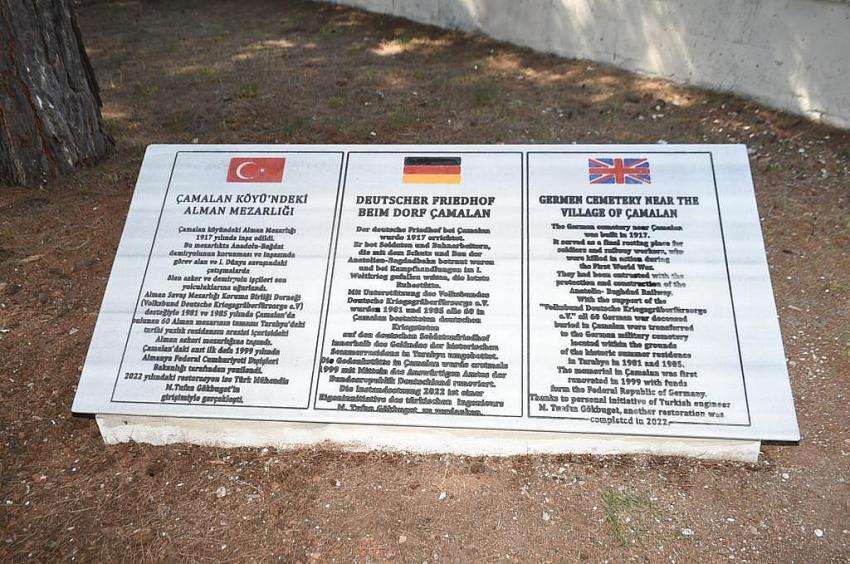 ÇAMALAN KÖYÜ'NDEKİ
ALMAN MEZARLIĞI
Çamalan köyündeki Alman Mezarlığı
1917 yılında inşa edildi.
Bu mezarlıkta Anadolu-Bağdat
demiryolunun korunması ve inşasında
görev alan ve 1. Dünya savaşındaki
çatışmalarda
ölen asker ve demiryolu işçileri son
yolculuklarına uğurlandı.
Alman Savaş Mezarlığı Koruma Birliği Derneği
(Volksbund Deutsche Kriegsgräberfürsorge e.V)
desteğiyle 1981 ve 1985 yılında Çamalan'da
bulunan 60 Alman mezarının tamamı Tarabya'daki
tarihi yazlık rezidansı arazisi içerisindeki
Alman askeri mezarlığına taşındı.
Çamalan'daki anıt ilk defa 1999 yılında
Almanya Federal Cumhuriyeti Dışişleri
Bakanlığı tarafından yenilendi.
2022 yılındaki restorasyon ise Türk Mühendis
M.Tufan Gökbuget'in
girişimiyle gerçekleşti.
DEUTSCHER FRIEDHOF
BEIM DORF ÇAMALAN
Der deutsche Friedhof bei Çamalan
wurde 1917 errichtet.
Er bot Soldaten und Bahnarbeitern,
die mit dem Schutz und Bau der
Anatolien-Bagdadbahn betraut waren
und bei Kampfhandlungen im I.
Weltkrieg gefallen waren, die letzte
Ruhestätte.
Mit Unterstützung des Volksbundes
Deutsche Kriegsgräberfürsorge e.V.
wurden 1981 und 1985 alle 60 in
Çamalan bestatteten deutschen
Kriegstoten
auf den deutschen Soldatenfriedhof
innerhalb des Geländes der historischen
Sommerresidenz in Tarabya umgebettet.
Die Gedenkstätte in Çamalan wurde erstmals
1999 mit Mitteln des Auswärtigen Amtes der
Bundesrepublik Deutschland renoviert.
Die Instandsetzung 2022 ist einer
Eigeninitiative des türkischen Ingenieurs
M. Tufan Gökbuget zu verdanken.
GERMEN CEMETERY NEAR THE
VILLAGE OF ÇAMALAN
The German cemetery near Çamalan
was built in 1917.
It served as a final resting place for
soldiers and railway workers, who
were killed in action during
the First World War.
They had been entrusted with the
protection and construction of the
Anatolia- Baghdad Railway.
With the support of the
"Volksbund Deutsche Kriegsgräberfürsorge
e.V." all 60 German war deceased
buried in Çamalan were transferred
to the German military cemetery
located within the grounds
of the historic summer residence
in Tarabya in 1981 and 1985.
The memorial in Çamalan was first
renovated in 1999 with funds
form the Federal Republic of Germany.
Thanks to personal initiative of Turkish engineer
M. Tuafun Gökbuget, another restoration was
completed in 2022.